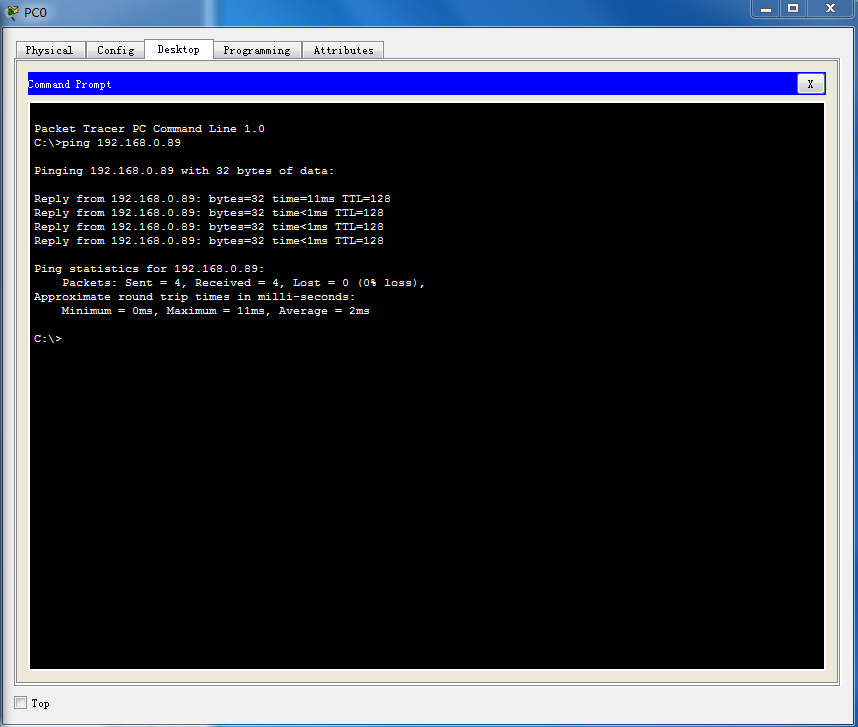 PC0
Physical Config Desktop Programming Attributes
Command Prompt X
Packet Tracer PC Command Line 1.0
C:\>ping 192.168.0.89
Pinging 192.168.0.89 with 32 bytes of data:
Reply from 192.168.0.89: bytes=32 time=11ms TTL=128
Reply from 192.168.0.89: bytes=32 time<1ms TTL=128
Reply from 192.168.0.89: bytes=32 time<1ms TTL=128
Reply from 192.168.0.89: bytes=32 time<1ms TTL=128
Ping statistics for 192.168.0.89:
    Packets: Sent = 4, Received = 4, Lost = 0 (0% loss),
Approximate round trip times in milli-seconds:
    Minimum = 0ms, Maximum = 11ms, Average = 2ms
C:\>
Top